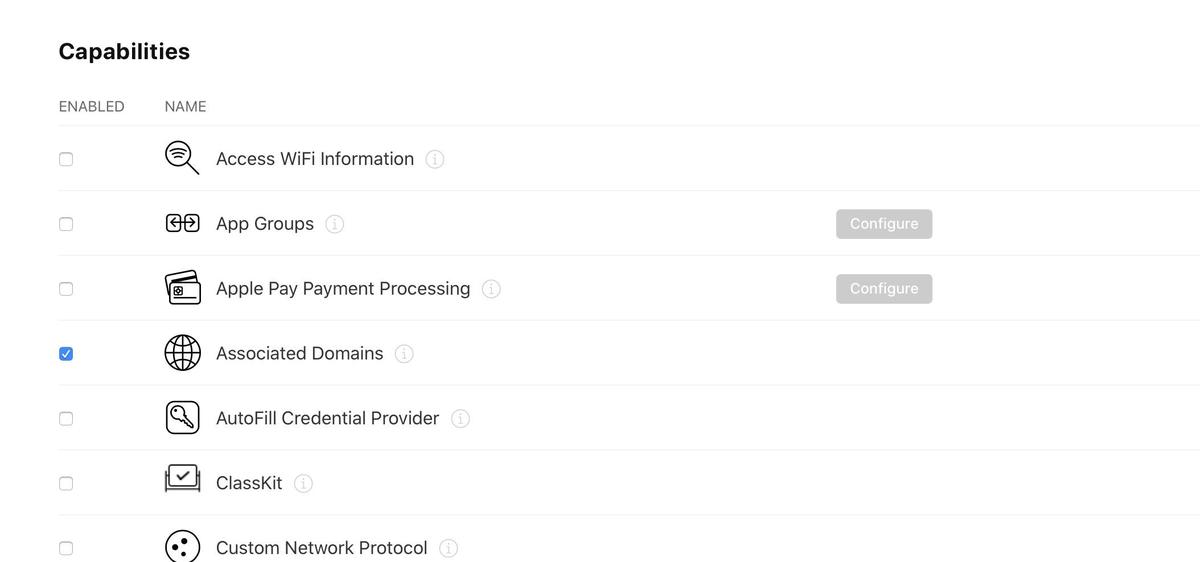 Capabilities
ENABLED NAME
Access WiFi Information
App Groups Configure
Apple Pay Payment Processing Configure
Associated Domains
AutoFill Credential Provider
ClassKit
Custom Network Protocol